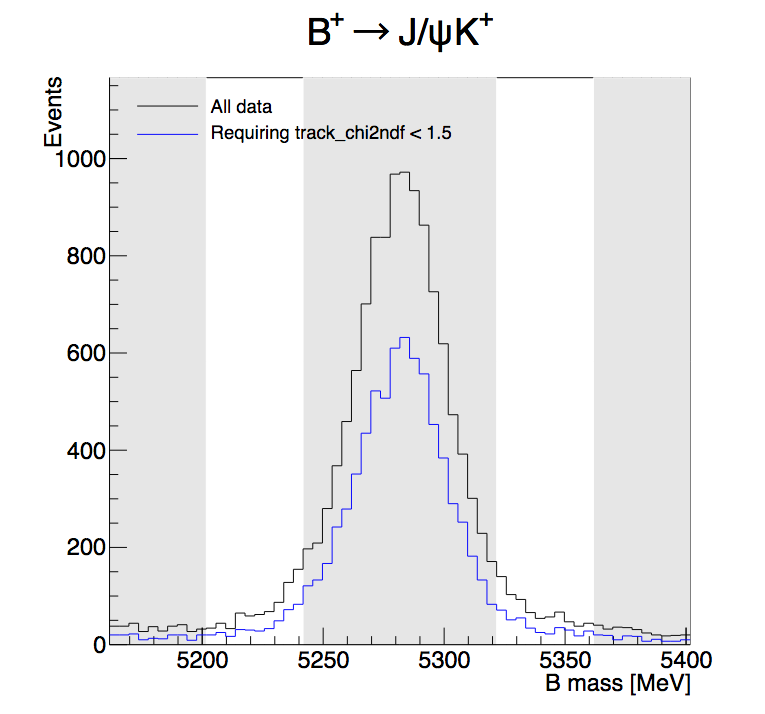 B⁺ → J/ψK⁺
Events
All data
Requiring track_chi2ndf < 1.5
1000
800
600
400
200
0
5200 5250 5300 5350 5400
B mass [MeV]